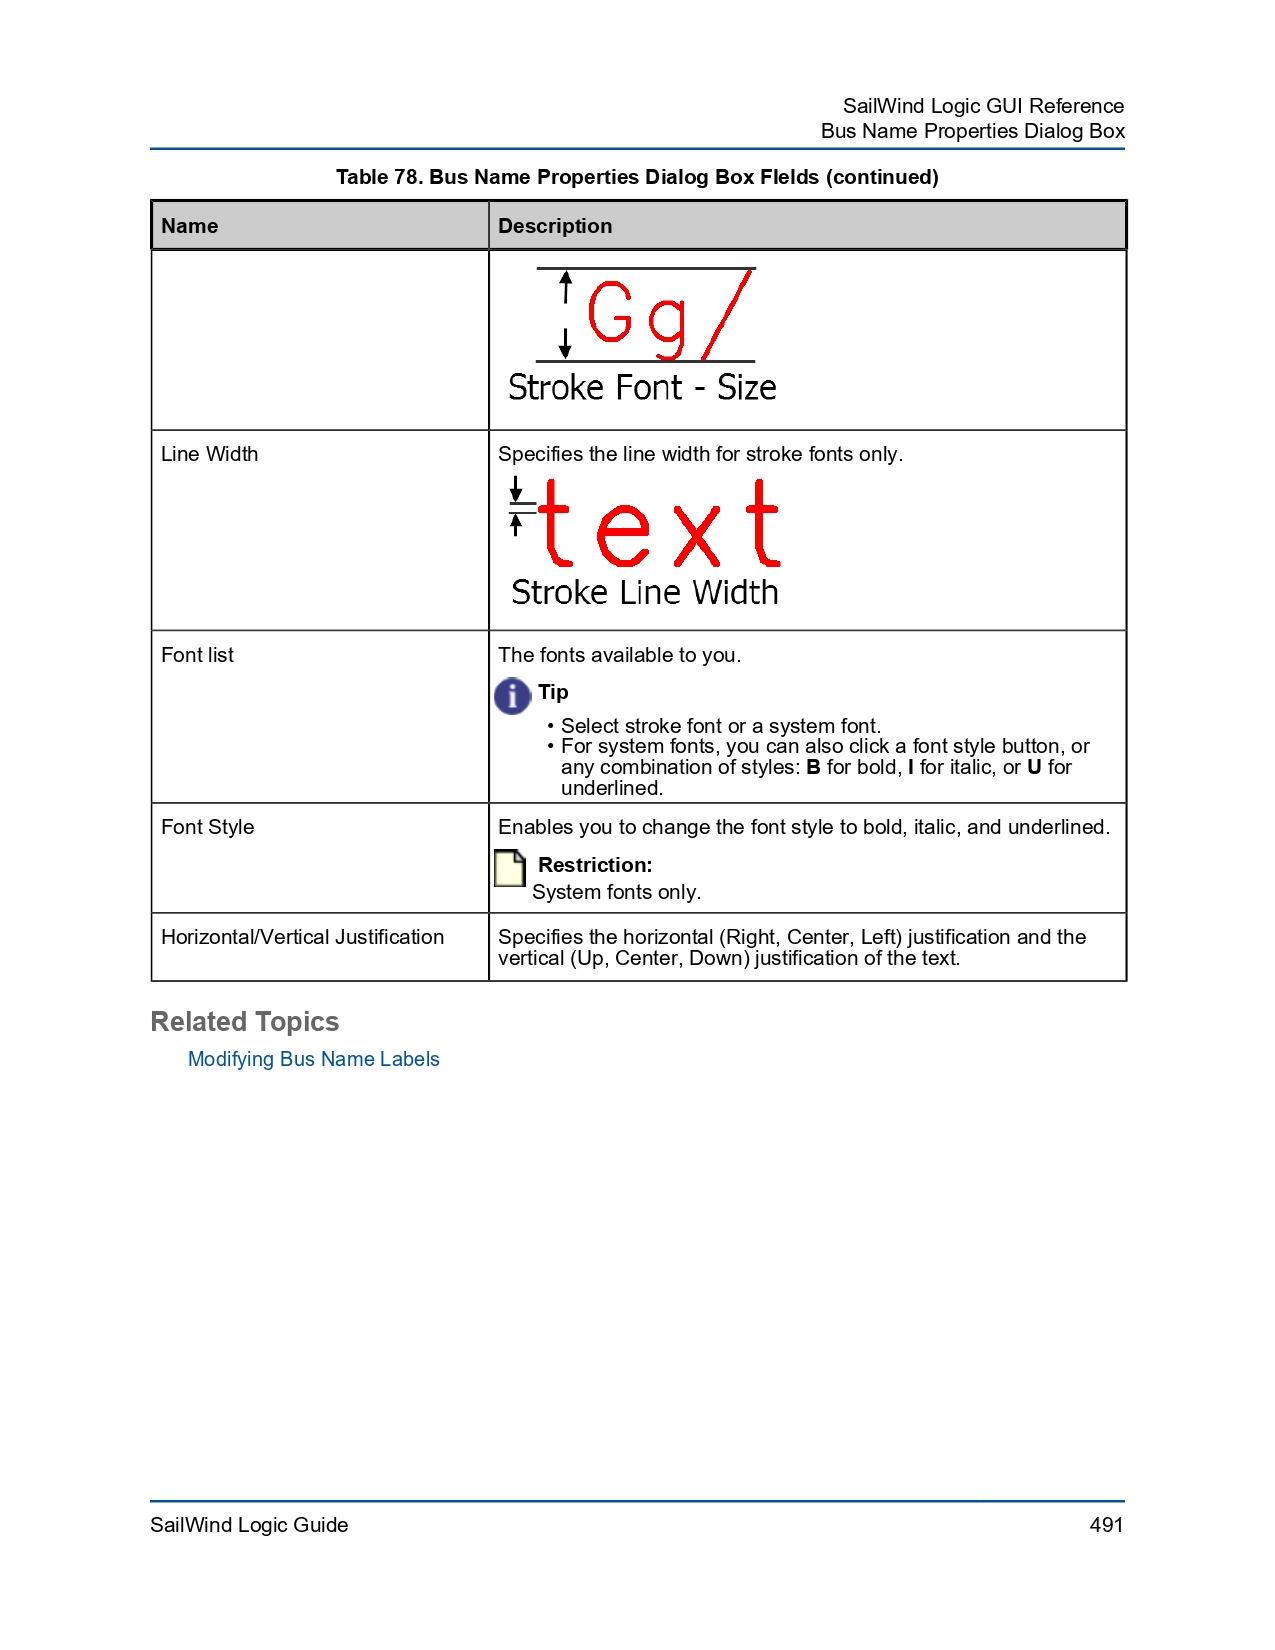 SailWind Logic GUI Reference
Bus Name Properties Dialog Box
Table 78. Bus Name Properties Dialog Box FIelds (continued)
Name Description
Gg/
Stroke Font - Size
Line Width Specifies the line width for stroke fonts only.
text
Stroke Line Width
Font list The fonts available to you.
i Tip
• Select stroke font or a system font.
• For system fonts, you can also click a font style button, or
any combination of styles: B for bold, I for italic, or U for
underlined.
Font Style Enables you to change the font style to bold, italic, and underlined.
Restriction:
System fonts only.
Horizontal/Vertical Justification Specifies the horizontal (Right, Center, Left) justification and the
vertical (Up, Center, Down) justification of the text.
Related Topics
Modifying Bus Name Labels
SailWind Logic Guide 491